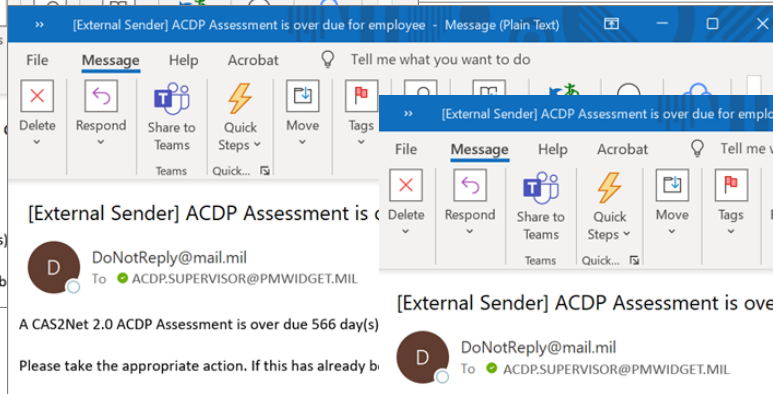 [External Sender] ACDP Assessment is over due for employee - Message (Plain Text)
File Message Help Acrobat Tell me what you want to do
Delete
Respond
Share to
Teams
Quick
Steps
Move
Tags
Teams
Quick...
[External Sender] ACDP Assessment is
D
DoNotReply@mail.mil
To ACDP.SUPERVISOR@PMWIDGET.MIL
A CAS2Net 2.0 ACDP Assessment is over due 566 day(s)
Please take the appropriate action. If this has already b
[External Sender] ACDP Assessment is over due for emplo
File Message Help Acrobat Tell me
Delete
Respond
Share to
Teams
Quick
Steps
Move
Tags
Teams
Quick...
[External Sender] ACDP Assessment is ove
D
DoNotReply@mail.mil
To ACDP.SUPERVISOR@PMWIDGET.MIL